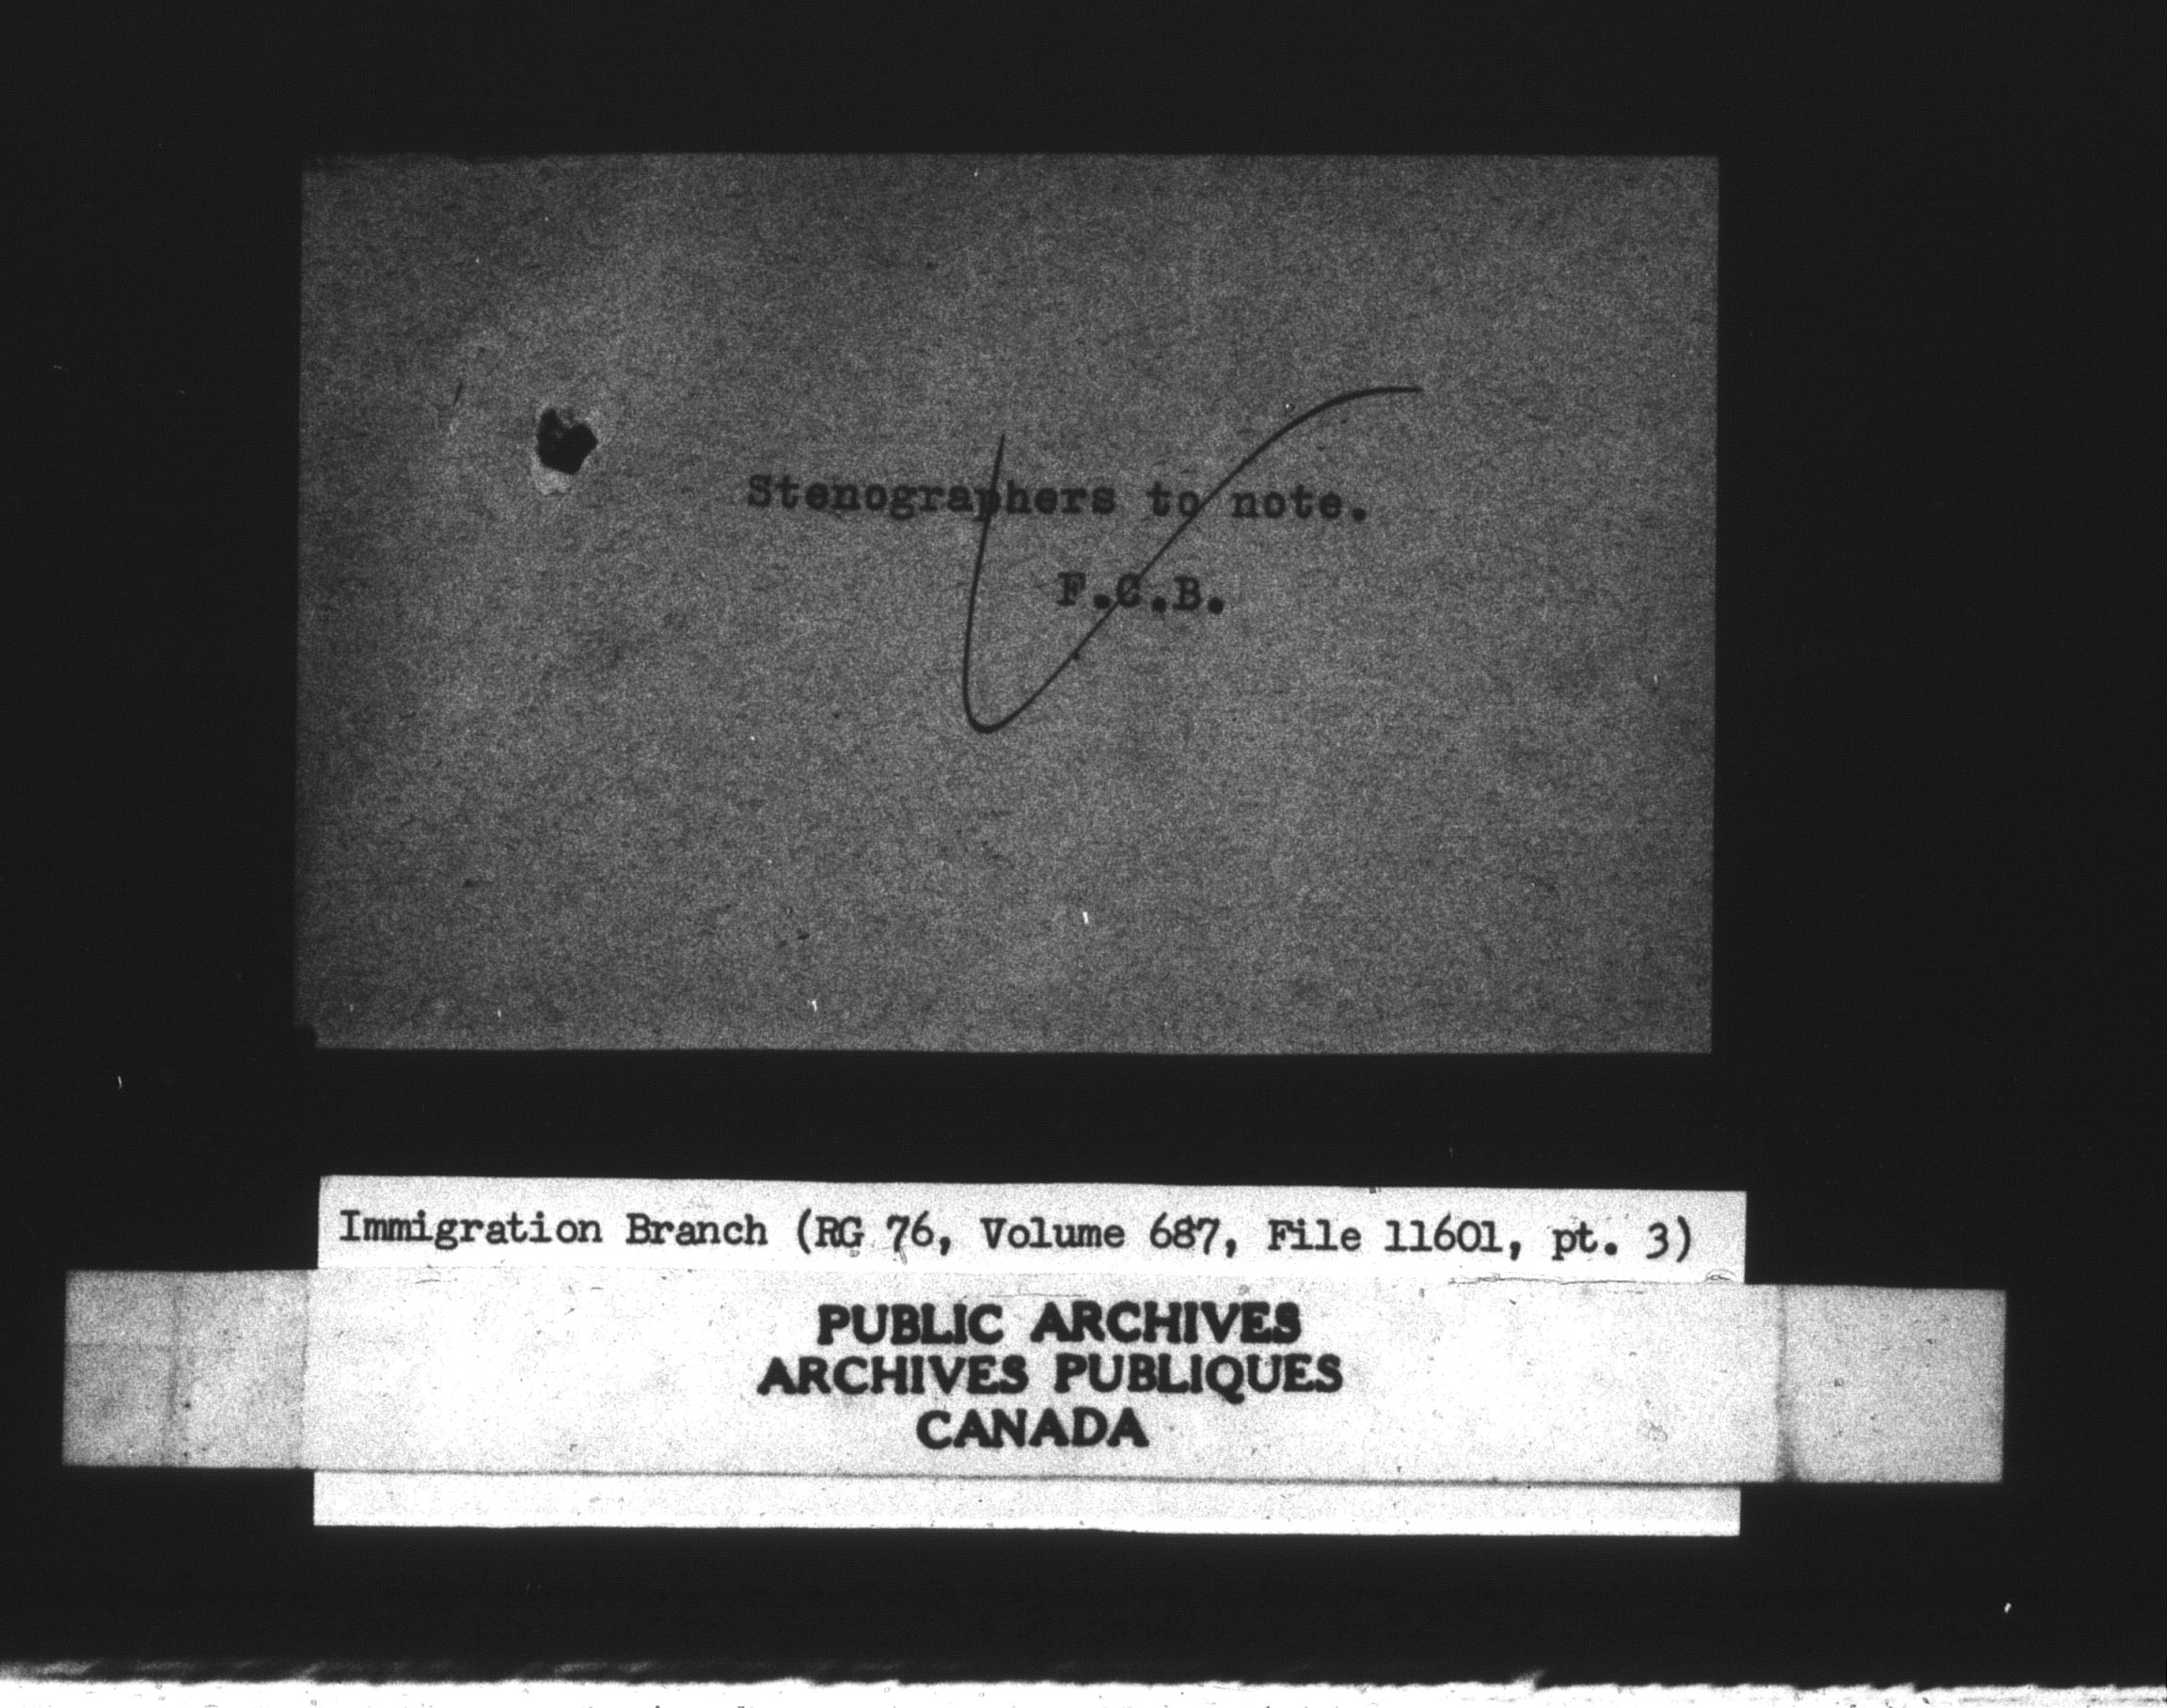 Stenographers to note.
F.C.B.
Immigration Branch (RG 76, Volume 687, File 11601, pt. 3)
PUBLIC ARCHIVES
ARCHIVES PUBLIQUES
CANADA